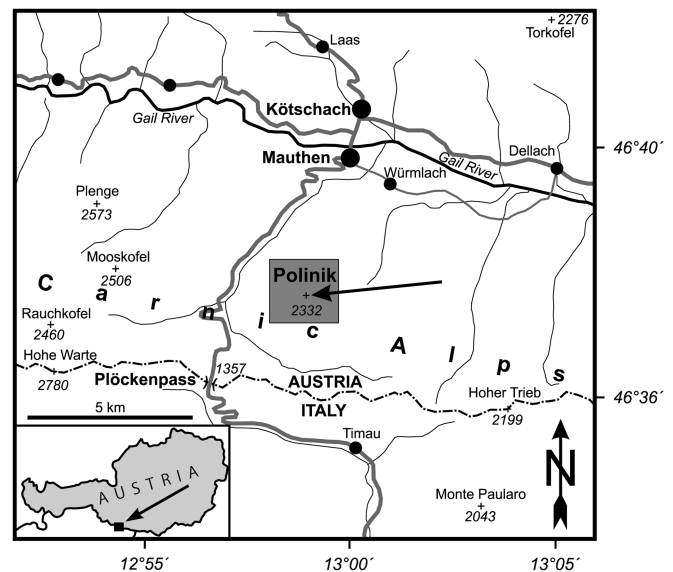 +2276
Torkofel
Laas
Kötschach
Gail River
Mauthen
Gail River
Dellach
46°40´
Würmlach
Plenge
+
2573
Mooskofel
+
2506
Polinik
+
2332
C a r n i c A l p s
Rauchkofel
+
2460
Hohe Warte
+
2780
Plöckenpass
1357
AUSTRIA
ITALY
Hoher Trieb
+
2199
46°36´
5 km
Timau
AUSTRIA
Monte Paularo
+
2043
N
12°55´
13°00´
13°05´